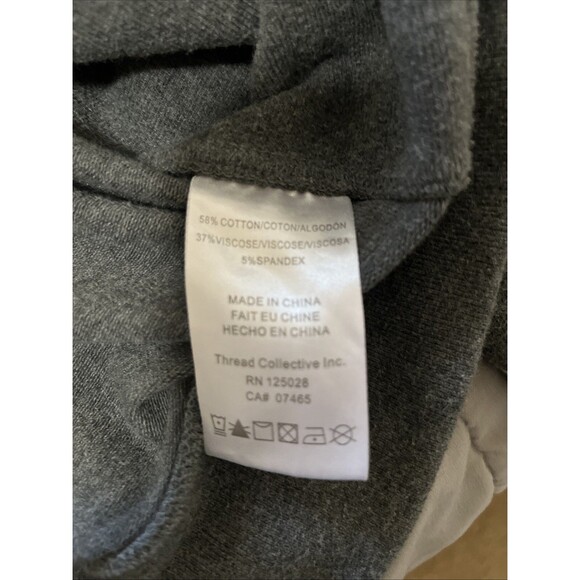 58% COTTON/COTON/ALGODÓN
37%VISCOSE/VISCOSE/VISCOSA
5%SPANDEX
MADE IN CHINA
FAIT EU CHINE
HECHO EN CHINA
Thread Collective Inc.
RN 125028
CA# 07465